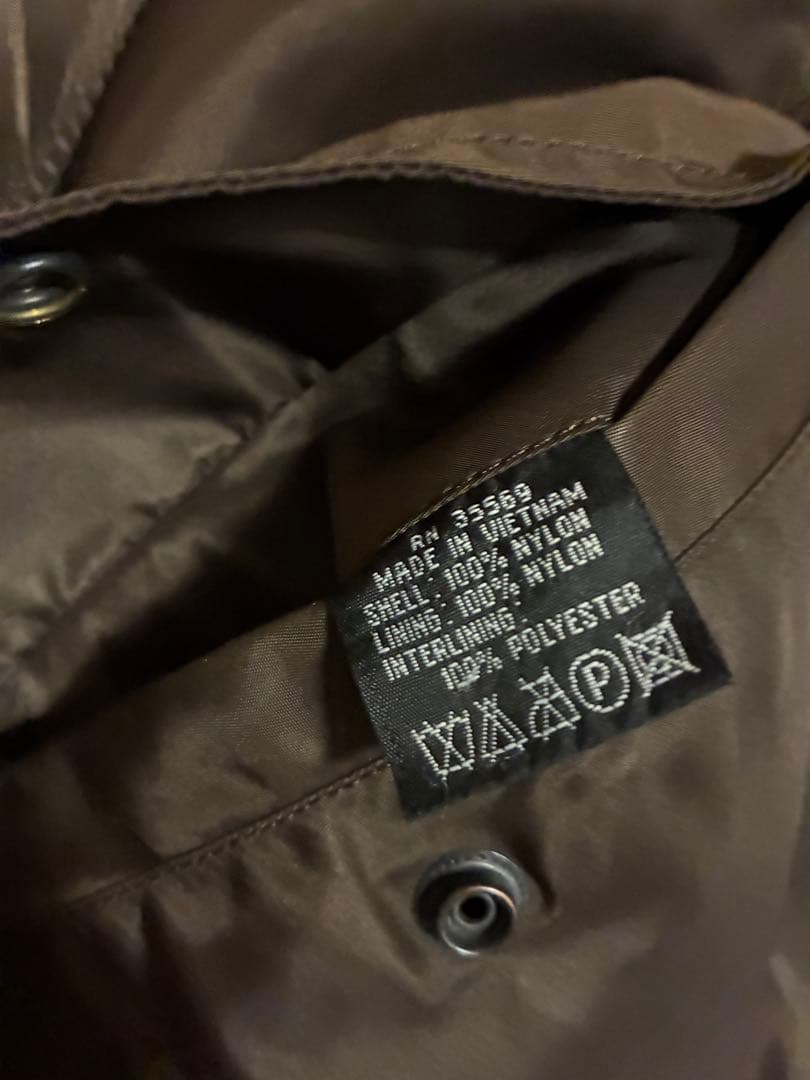 RN 35569
MADE IN VIETNAM
SHELL: 100% NYLON
LINING: 100% NYLON
INTERLINING:
100% POLYESTER
P